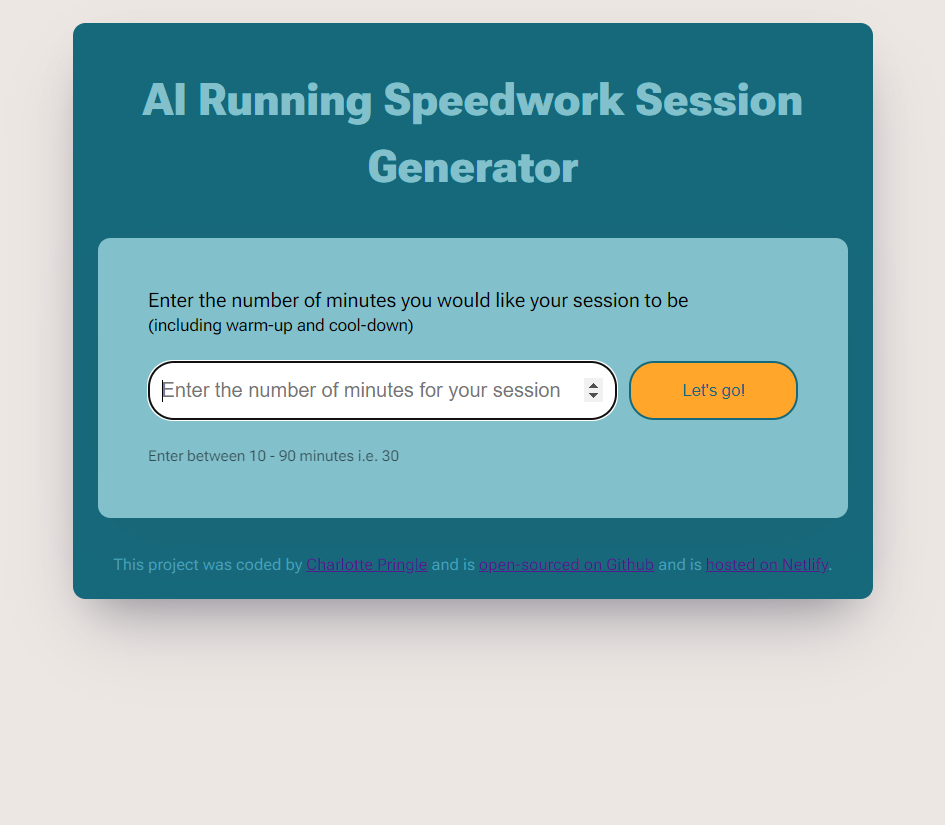 AI Running Speedwork Session
Generator
Enter the number of minutes you would like your session to be
(including warm-up and cool-down)
Enter the number of minutes for your session
Let's go!
Enter between 10 - 90 minutes i.e. 30
This project was coded by Charlotte Pringle and is open-sourced on Github and is hosted on Netlify.